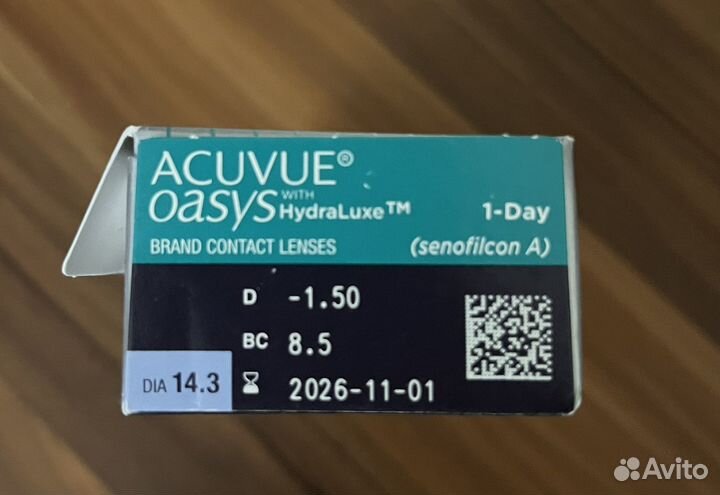 ACUVUE®
oasys WITH HydraLuxe™ 1-Day
BRAND CONTACT LENSES (senofilcon A)
D -1.50
BC 8.5
DIA 14.3 2026-11-01
Avito